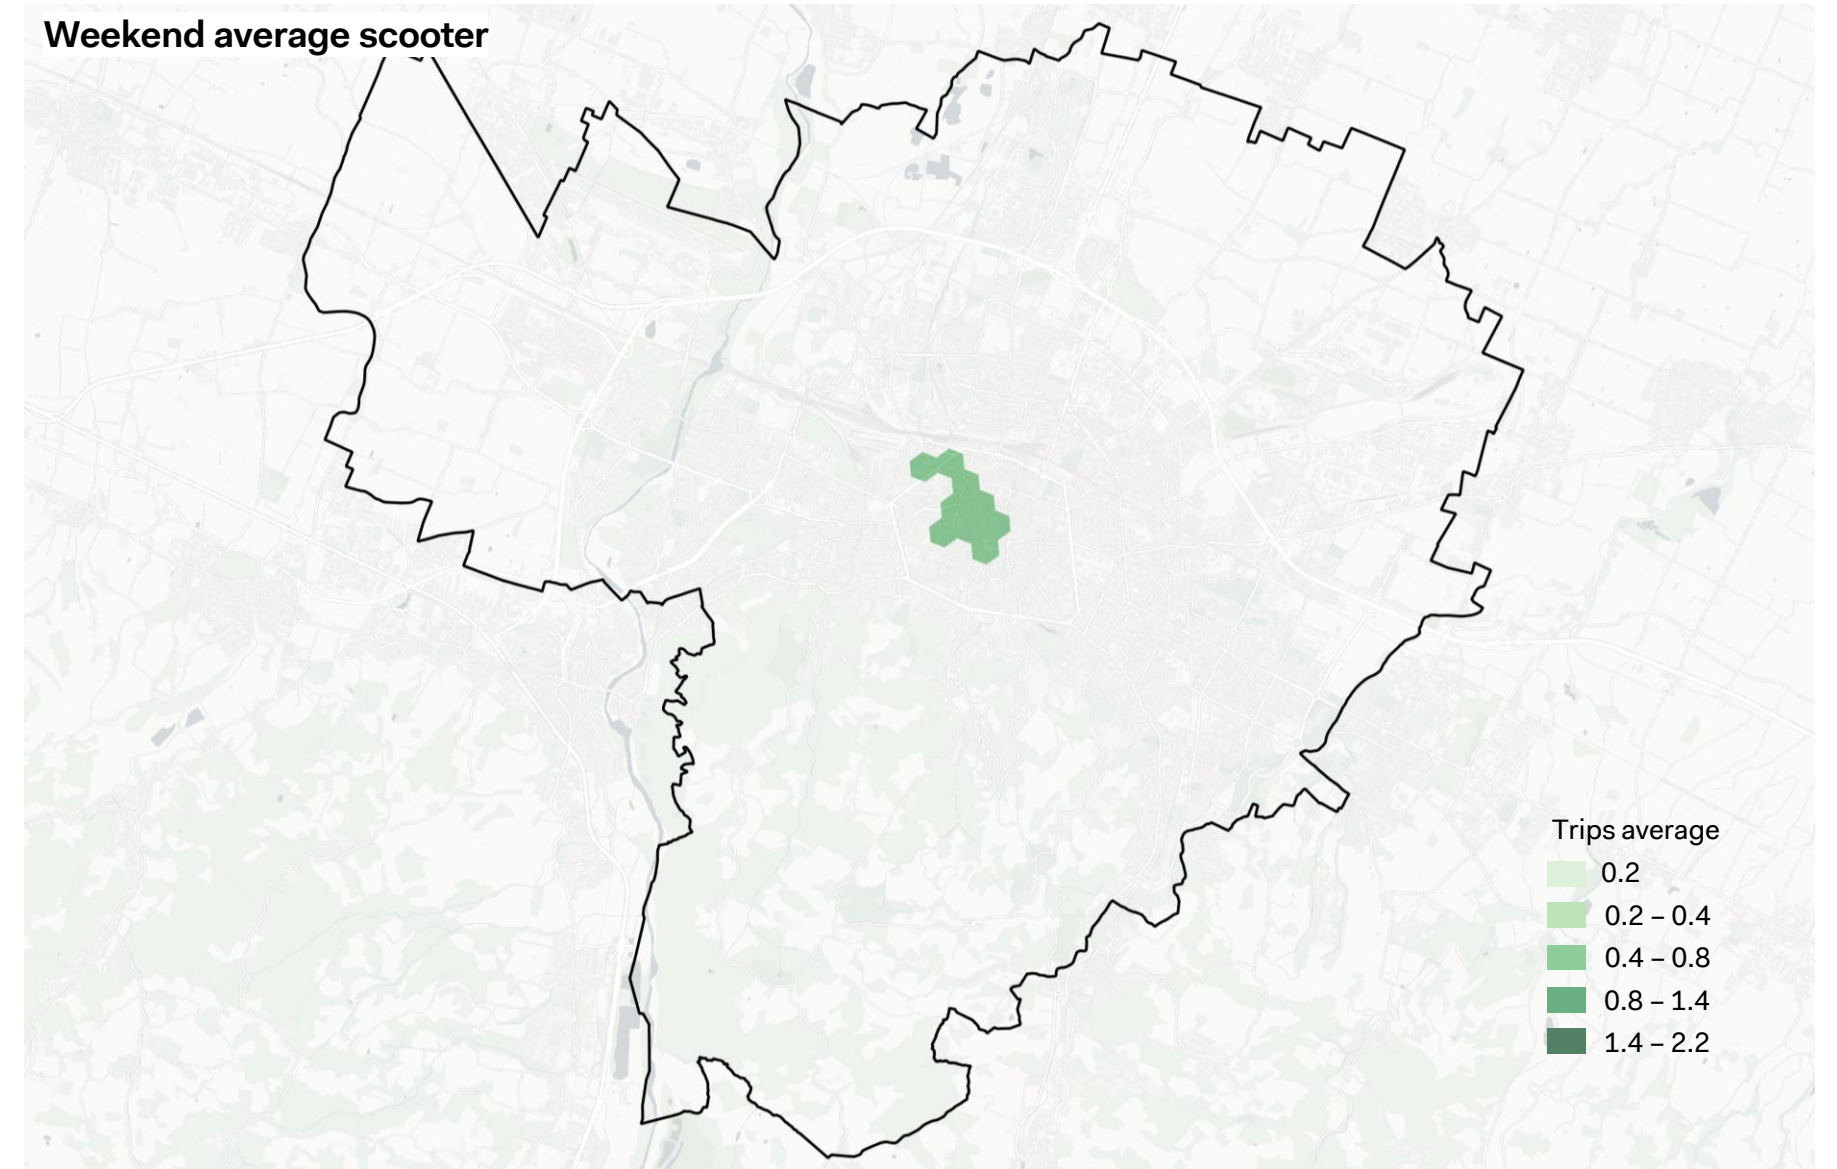 Weekend average scooter
Trips average
0.2
0.2 – 0.4
0.4 – 0.8
0.8 – 1.4
1.4 – 2.2